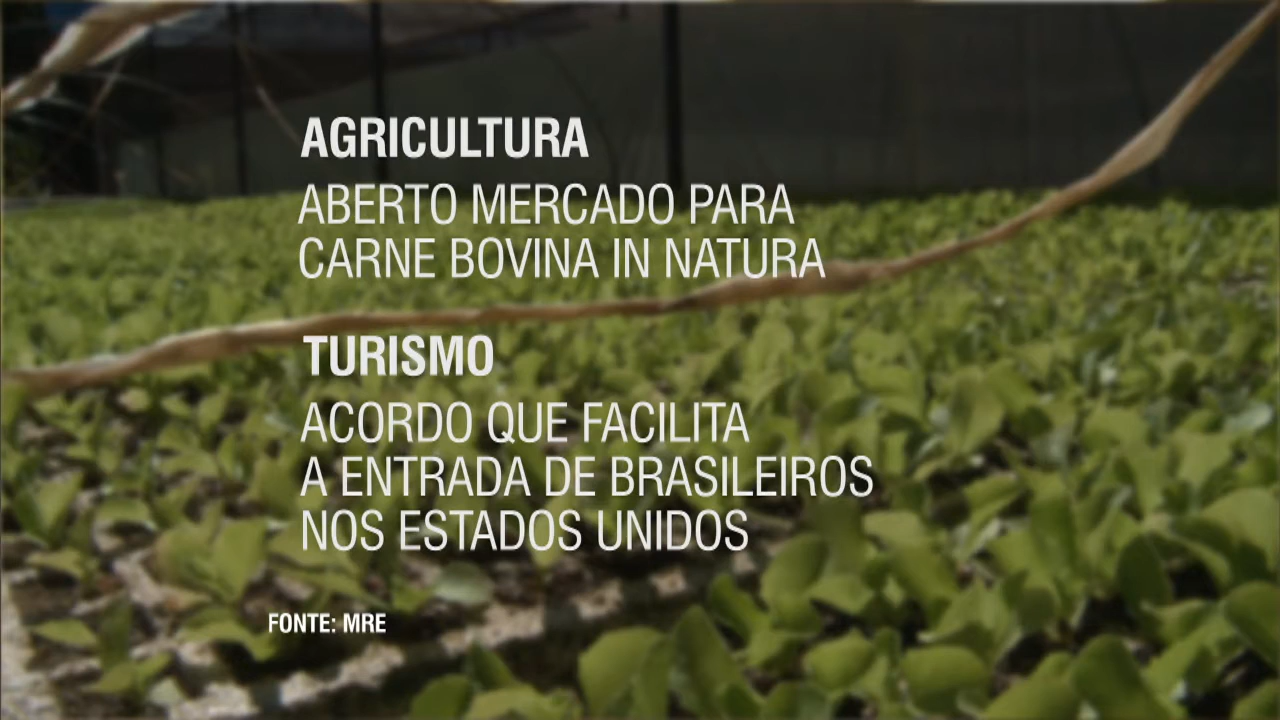 AGRICULTURA
ABERTO MERCADO PARA
CARNE BOVINA IN NATURA
TURISMO
ACORDO QUE FACILITA
A ENTRADA DE BRASILEIROS
NOS ESTADOS UNIDOS
FONTE: MRE